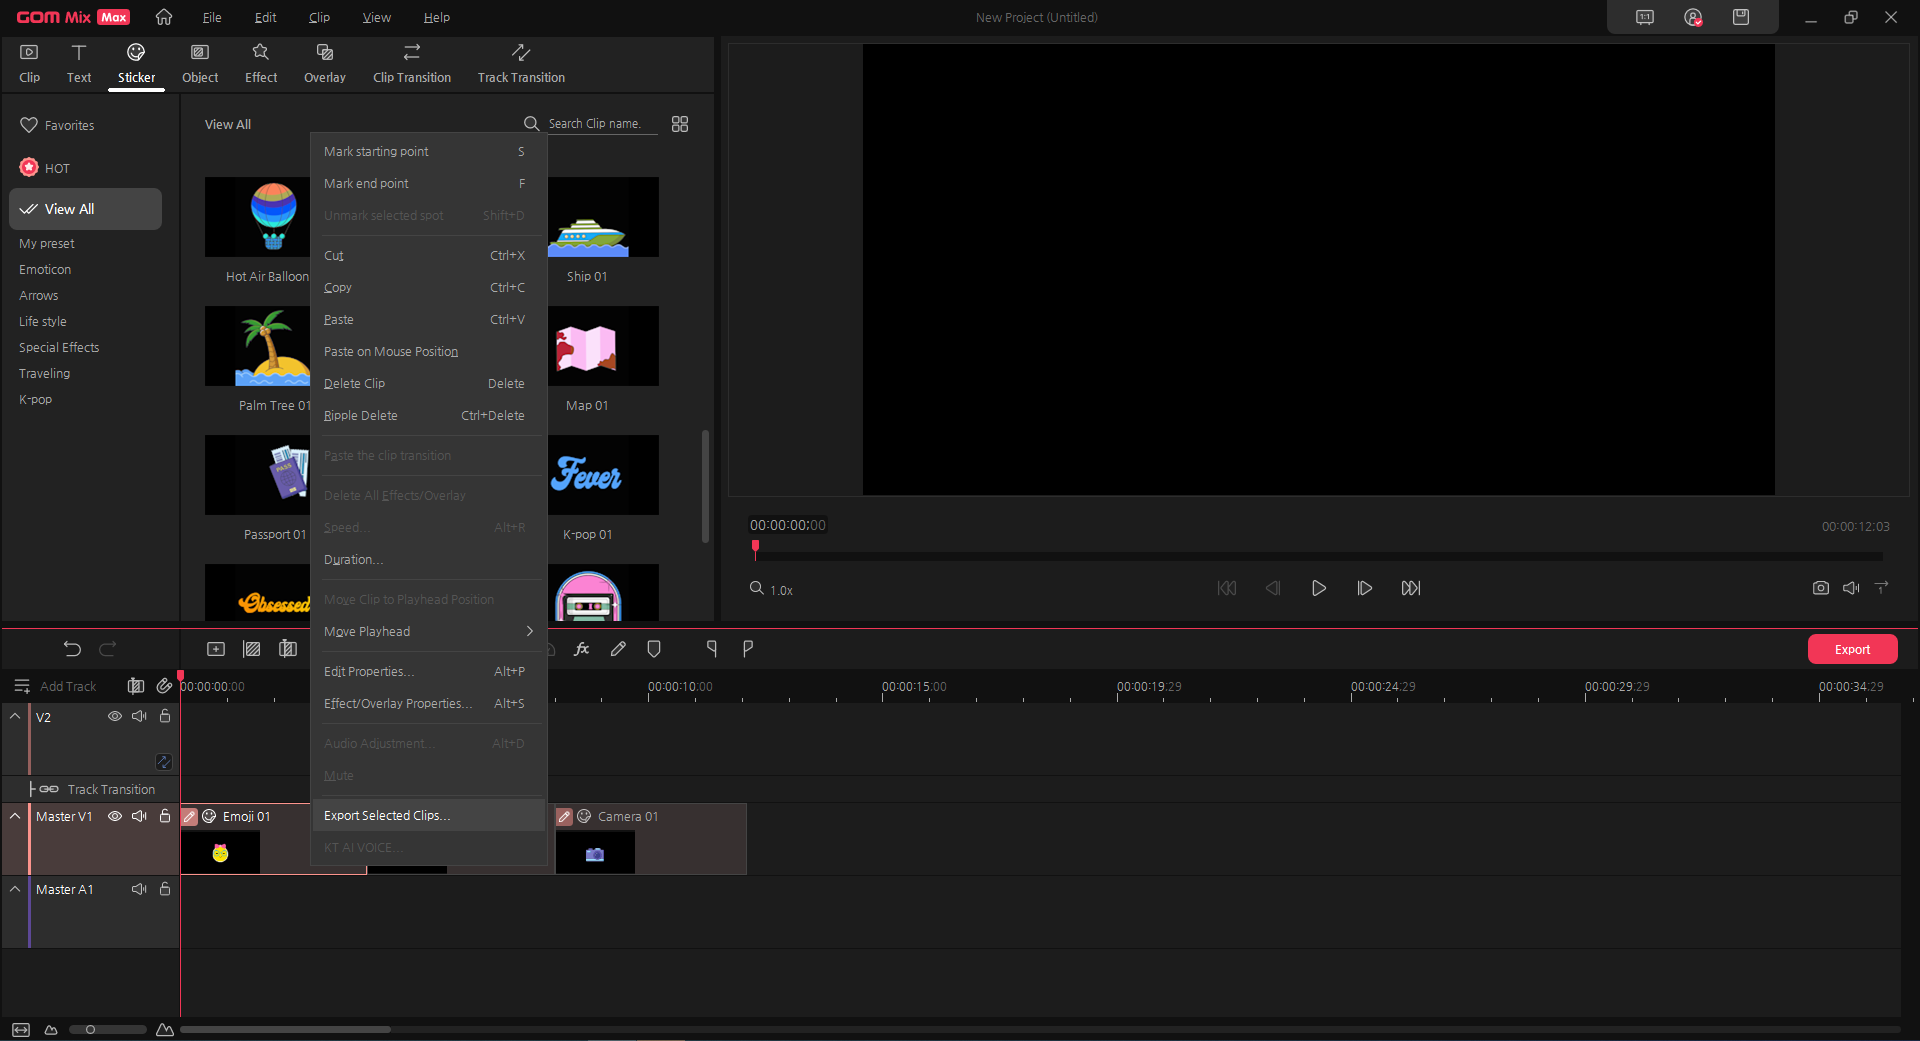 GOM Mix Max
File Edit Clip View Help
New Project (Untitled)
1:1
Clip Text Sticker Object Effect Overlay Clip Transition Track Transition
Favorites
HOT
View All
My preset
Emoticon
Arrows
Life style
Special Effects
Traveling
K-pop
View All
Search Clip name.
Hot Air Balloon
Ship 01
Palm Tree 01
Map 01
PASS
Passport 01
Fever
K-pop 01
Obsessed
Mark starting point S
Mark end point F
Unmark selected spot Shift+D
Cut Ctrl+X
Copy Ctrl+C
Paste Ctrl+V
Paste on Mouse Position
Delete Clip Delete
Ripple Delete Ctrl+Delete
Paste the clip transition
Delete All Effects/Overlay
Speed... Alt+R
Duration...
Move Clip to Playhead Position
Move Playhead
Edit Properties... Alt+P
Effect/Overlay Properties... Alt+S
Audio Adjustment... Alt+D
Mute
Export Selected Clips...
KT AI VOICE...
00:00:00;00
00:00:12;03
1.0x
1
fx
Export
Add Track
00:00:00;00 00:00:10;00 00:00:15;00 00:00:19;29 00:00:24;29 00:00:29;29 00:00:34;29
V2
Track Transition
Master V1
Emoji 01
Camera 01
Master A1